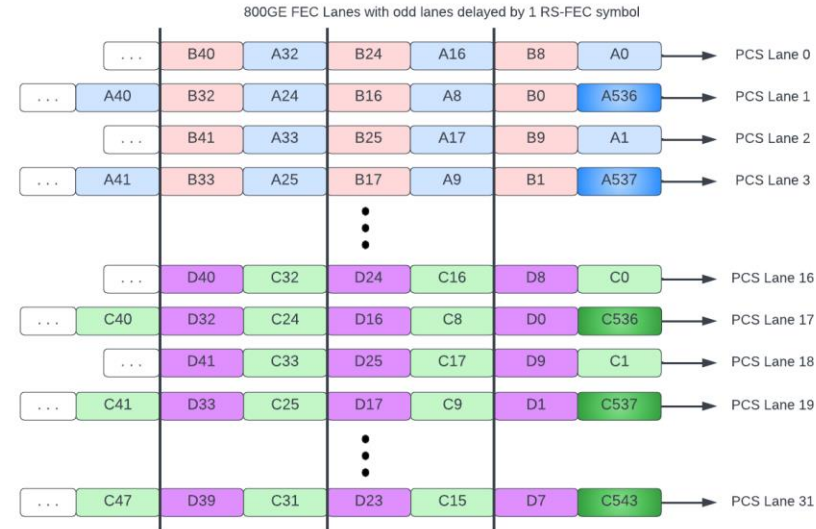 800GE FEC Lanes with odd lanes delayed by 1 RS-FEC symbol
. . . B40 A32 B24 A16 B8 A0 PCS Lane 0
. . . A40 B32 A24 B16 A8 B0 A536 PCS Lane 1
. . . B41 A33 B25 A17 B9 A1 PCS Lane 2
. . . A41 B33 A25 B17 A9 B1 A537 PCS Lane 3
. . . D40 C32 D24 C16 D8 C0 PCS Lane 16
. . . C40 D32 C24 D16 C8 D0 C536 PCS Lane 17
. . . D41 C33 D25 C17 D9 C1 PCS Lane 18
. . . C41 D33 C25 D17 C9 D1 C537 PCS Lane 19
. . . C47 D39 C31 D23 C15 D7 C543 PCS Lane 31